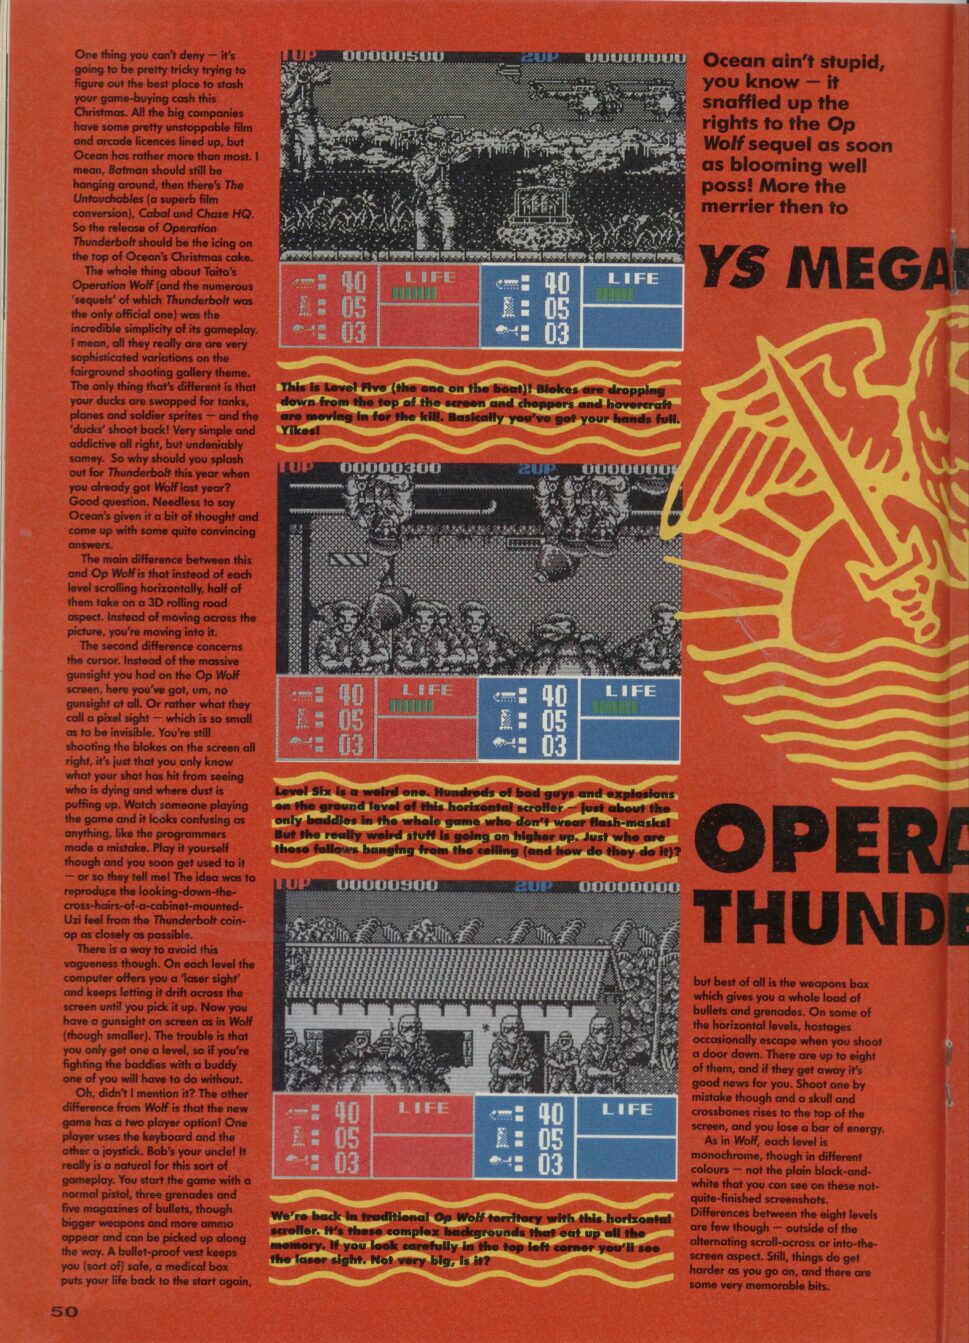 One thing you can't deny — it's
going to be pretty tricky trying to
figure out the best place to stash
your game-buying cash this
Christmas. All the big companies
have some pretty unstoppable film
and arcade licences lined up, but
Ocean has rather more than most. I
mean, Batman should still be
hanging around, then there's The
Untouchables (a superb film
conversion), Cabal and Chase HQ.
So the release of Operation
Thunderbolt should be the icing on
the top of Ocean's Christmas cake.
The whole thing about Taito's
Operation Wolf (and the numerous
'sequels' of which Thunderbolt was
the only official one) was the
incredible simplicity of its gameplay.
I mean, all they really are are very
sophisticated variations on the
fairground shooting gallery theme.
The only thing that's different is that
your ducks are swopped for tanks,
planes and soldier sprites — and the
'ducks' shoot back! Very simple and
addictive all right, but undeniably
samey. So why should you splash
out for Thunderbolt this year when
you already got Wolf last year?
Good question. Needless to say
Ocean's given it a bit of thought and
come up with some quite convincing
answers.
The main difference between this
and Op Wolf is that instead of each
level scrolling horizontally, half of
them take on a 3D rolling road
aspect. Instead of moving across the
picture, you're moving into it.
The second difference concerns
the cursor. Instead of the massive
gunsight you had on the Op Wolf
screen, here you've got, um, no
gunsight at all. Or rather what they
call a pixel sight — which is so small
as to be invisible. You're still
shooting the blokes on the screen all
right, it's just that you only know
what your shot has hit from seeing
who is dying and where dust is
puffing up. Watch someone playing
the game and it looks confusing as
anything, like the programmers
made a mistake. Play it yourself
though and you soon get used to it
— or so they tell me! The idea was to
reproduce the looking-down-the-
cross-hairs-of-a-cabinet-mounted-
Uzi feel from the Thunderbolt coin-
op as closely as possible.
There is a way to avoid this
vagueness though. On each level the
computer offers you a 'laser sight'
and keeps letting it drift across the
screen until you pick it up. Now you
have a gunsight on screen as in Wolf
(though smaller). The trouble is that
you only get one a level, so if you're
fighting the baddies with a buddy
one of you will have to do without.
Oh, didn't I mention it? The other
difference from Wolf is that the new
game has a two player option! One
player uses the keyboard and the
other a joystick. Bob's your uncle! It
really is a natural for this sort of
gameplay. You start the game with a
normal pistol, three grenades and
five magazines of bullets, though
bigger weapons and more ammo
appear and can be picked up along
the way. A bullet-proof vest keeps
you (sort of) safe, a medical box
puts your life back to the start again,
50
1UP 00000500 2UP 00000000
40 LIFE 40 LIFE
05 05
03 03
This is Level Five (the one on the boat)! Blokes are dropping
down from the top of the screen and choppers and hovercraft
are moving in for the kill. Basically you've got your hands full.
Yikes!
1UP 00000300 2UP 0000000
40 LIFE 40 LIFE
05 05
03 03
Level Six is a weird one. Hundreds of bad guys and explosions
on the ground level of this horizontal scroller — just about the
only baddies in the whole game who don't wear flash-masks!
But the really weird stuff is going on higher up. Just who are
those fellows hanging from the ceiling (and how do they do it)?
1UP 00000900 2UP 00000000
40 LIFE 40 LIFE
05 05
03 03
We're back in traditional Op Wolf territory with this horizontal
scroller. It's these complex backgrounds that eat up all the
memory. If you look carefully in the top left corner you'll see
the laser sight. Not very big, is it?
Ocean ain't stupid,
you know — it
snaffled up the
rights to the Op
Wolf sequel as soon
as blooming well
poss! More the
merrier then to
YS MEGA
OPERA
THUNDE
but best of all is the weapons box
which gives you a whole load of
bullets and grenades. On some of
the horizontal levels, hostages
occasionally escape when you shoot
a door down. There are up to eight
of them, and if they get away it's
good news for you. Shoot one by
mistake though and a skull and
crossbones rises to the top of the
screen, and you lose a bar of energy.
As in Wolf, each level is
monochrome, though in different
colours — not the plain black-and-
white that you can see on these not-
quite-finished screenshots.
Differences between the eight levels
are few though — outside of the
alternating scroll-across or into-the-
screen aspect. Still, things do get
harder as you go on, and there are
some very memorable bits.